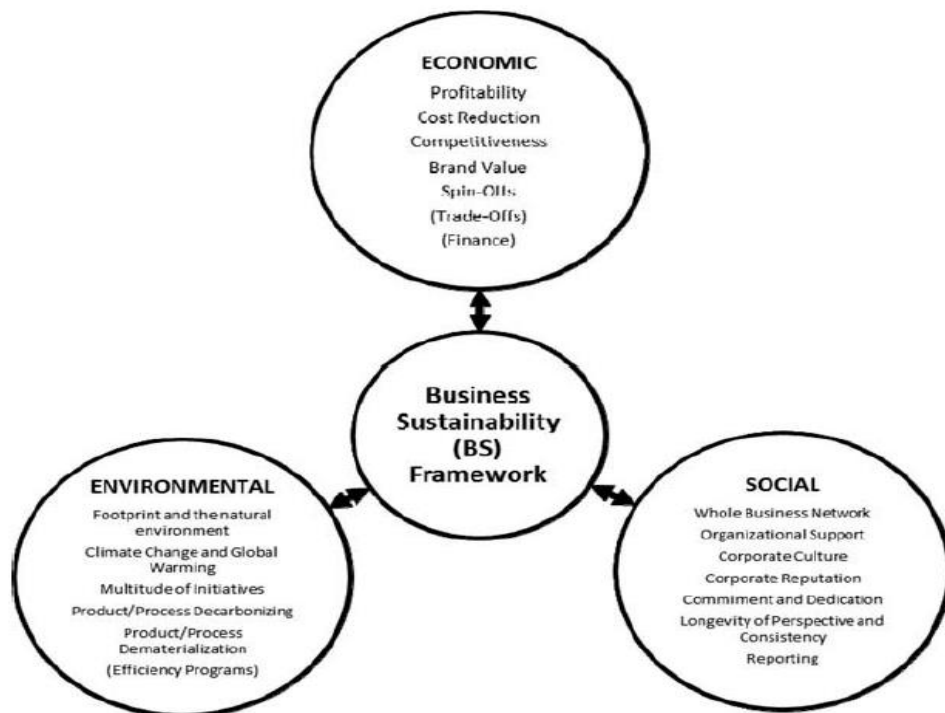 ECONOMIC
Profitability
Cost Reduction
Competitiveness
Brand Value
Spin-Offs
(Trade-Offs)
(Finance)
Business
Sustainability
(BS)
Framework
ENVIRONMENTAL
Footprint and the natural
environment
Climate Change and Global
Warming
Multitude of Initiatives
Product/Process Decarbonizing
Product/Process
Dematerialization
(Efficiency Programs)
SOCIAL
Whole Business Network
Organizational Support
Corporate Culture
Corporate Reputation
Commiment and Dedication
Longevity of Perspective and
Consistency
Reporting